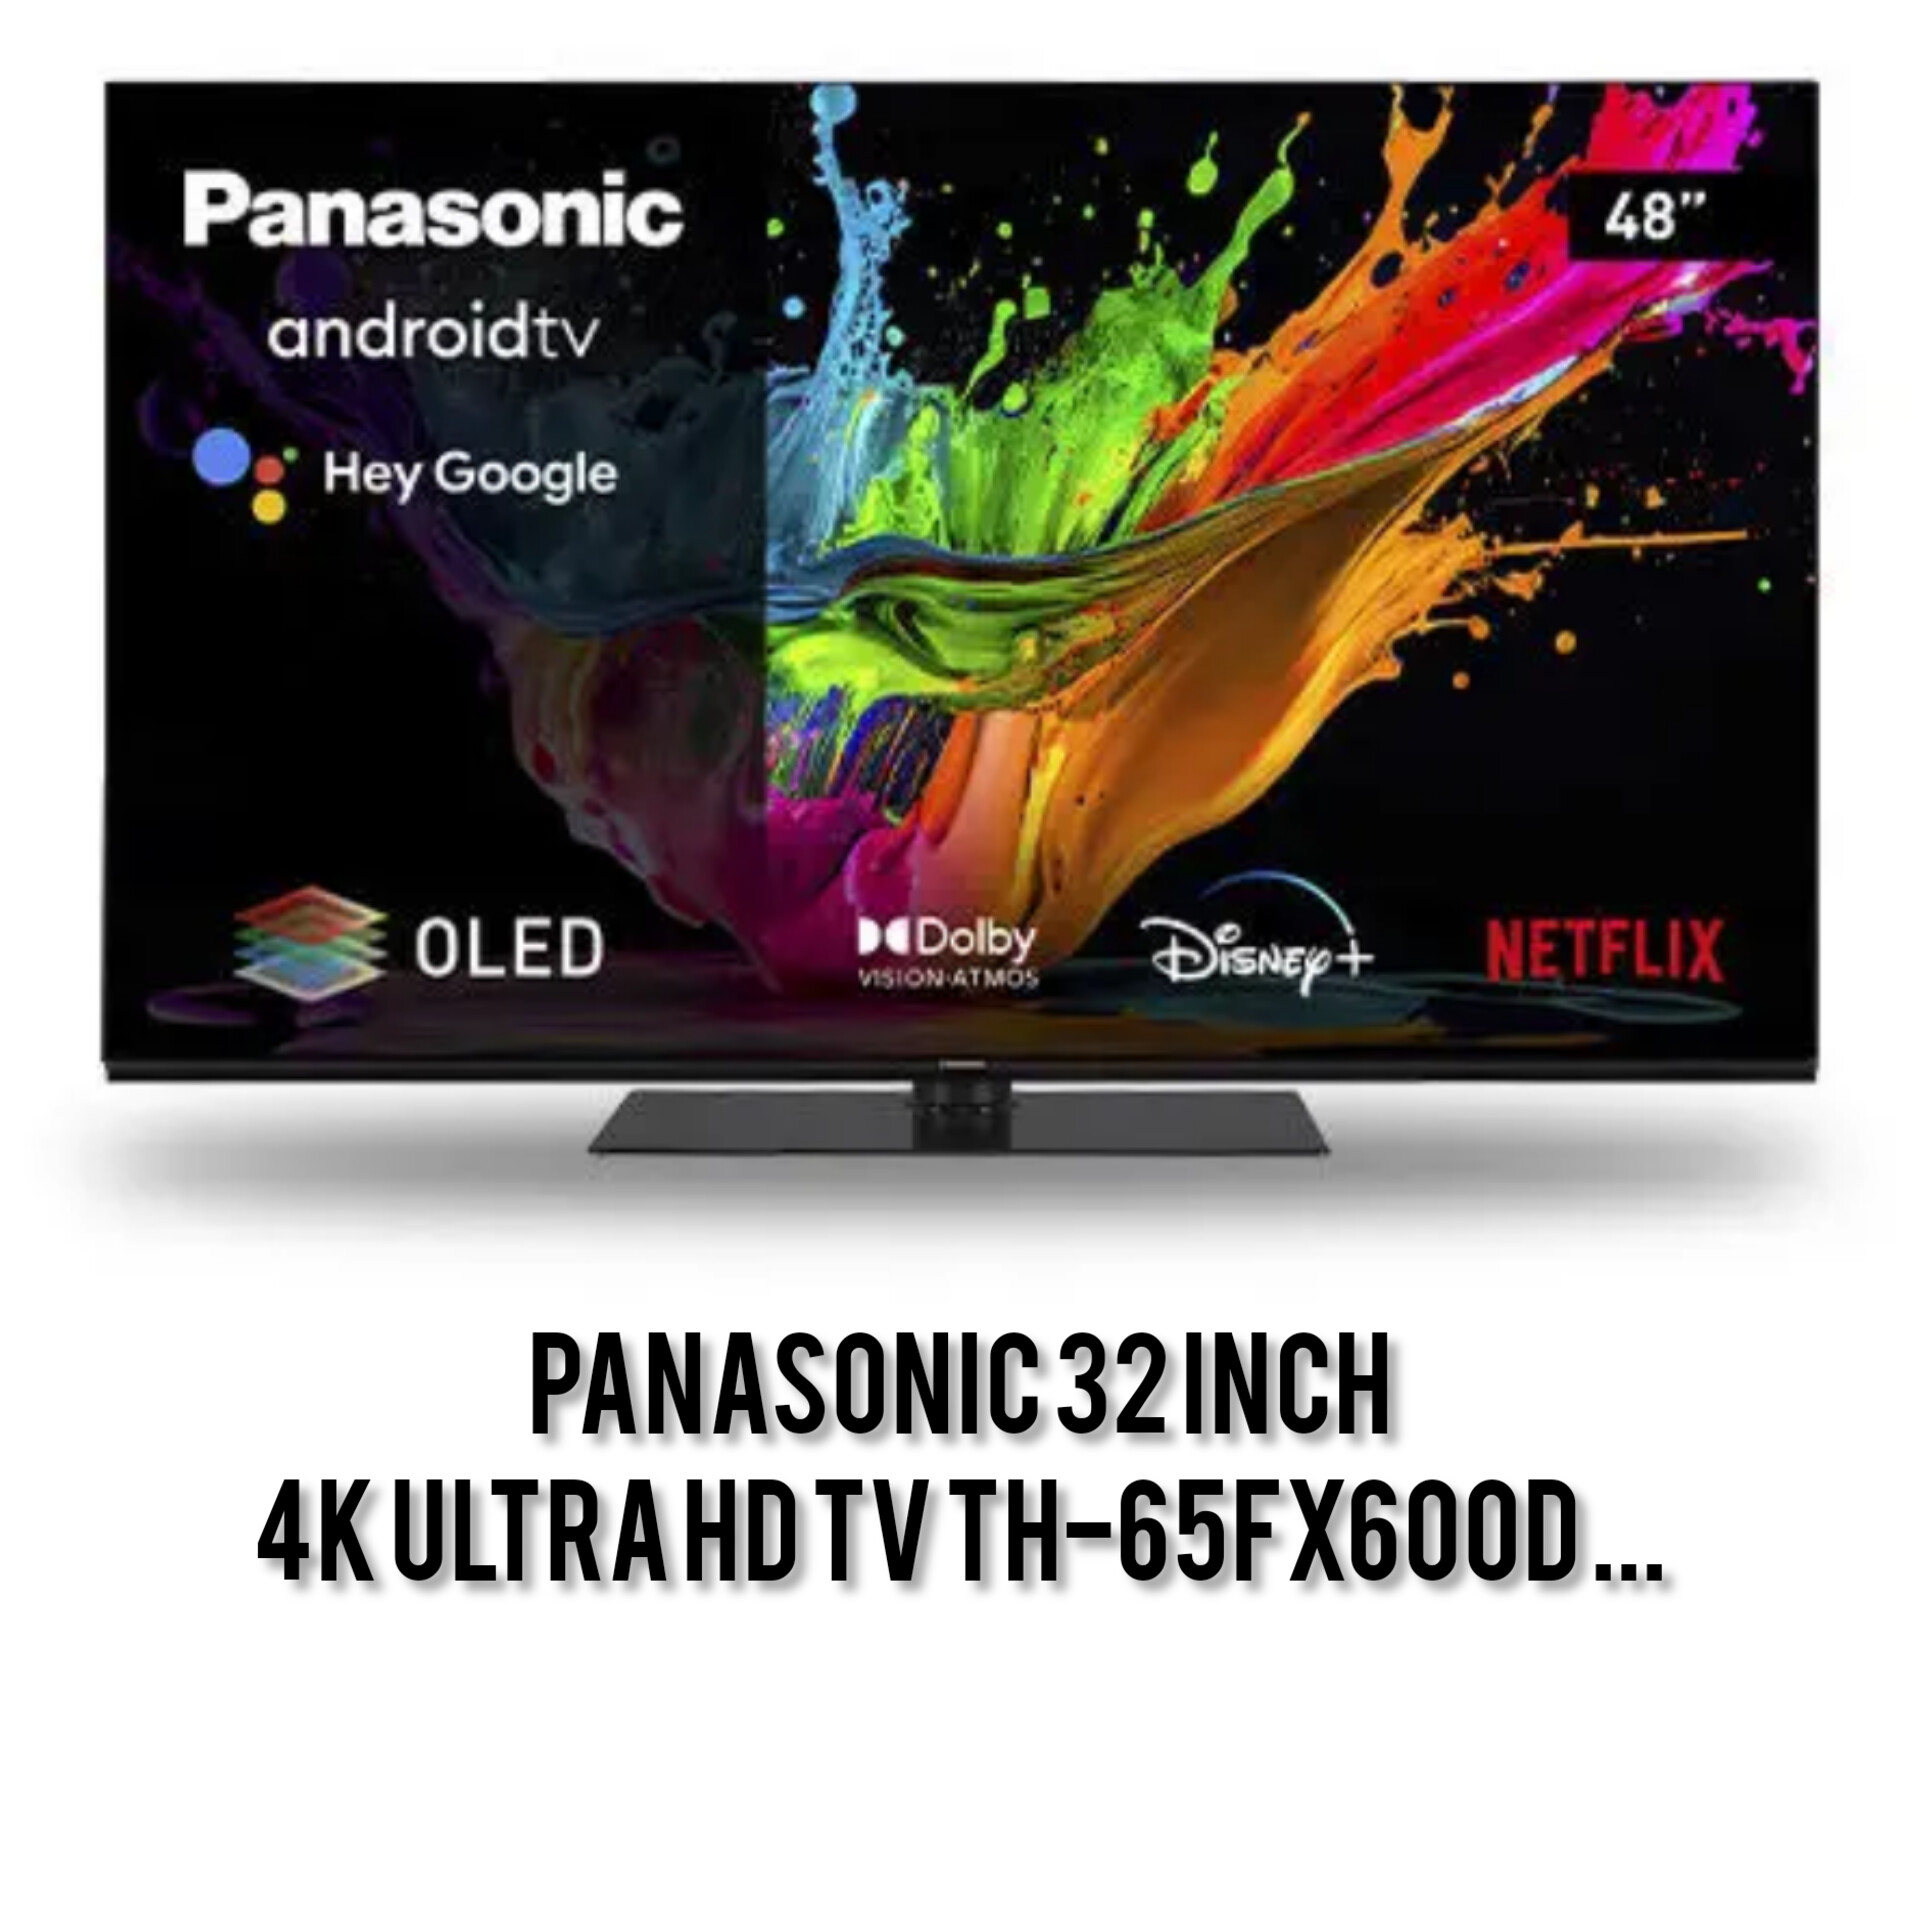 Panasonic
48”
androidtv
Hey Google
OLED
Dolby
VISION·ATMOS
Disney+
NETFLIX
PANASONIC 32 INCH
4K ULTRA HD TV TH-65FX600D ...